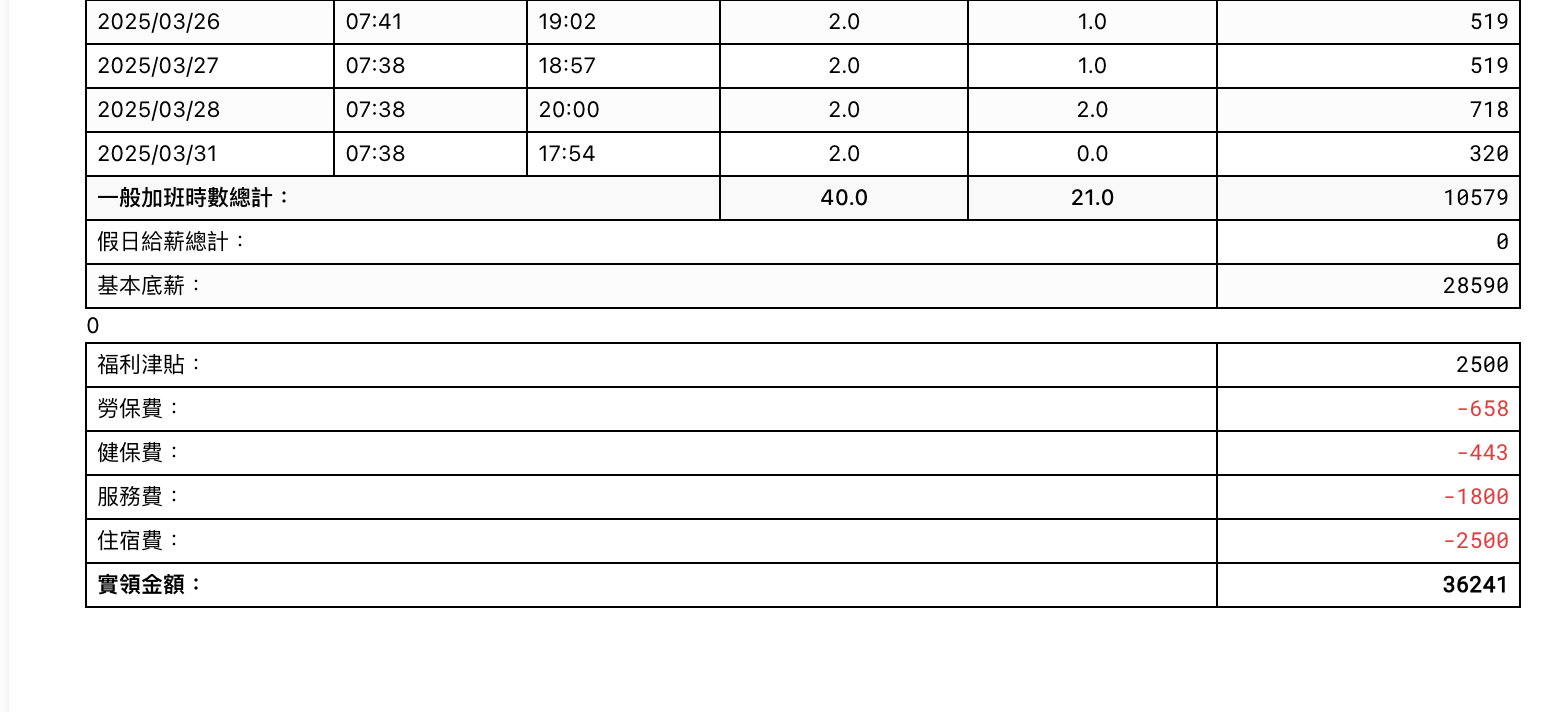 2025/03/26 07:41 19:02 2.0 1.0 519
2025/03/27 07:38 18:57 2.0 1.0 519
2025/03/28 07:38 20:00 2.0 2.0 718
2025/03/31 07:38 17:54 2.0 0.0 320
一般加班時數總計： 40.0 21.0 10579
假日給薪總計： 0
基本底薪： 28590
0
福利津貼： 2500
勞保費： -658
健保費： -443
服務費： -1800
住宿費： -2500
實領金額： 36241